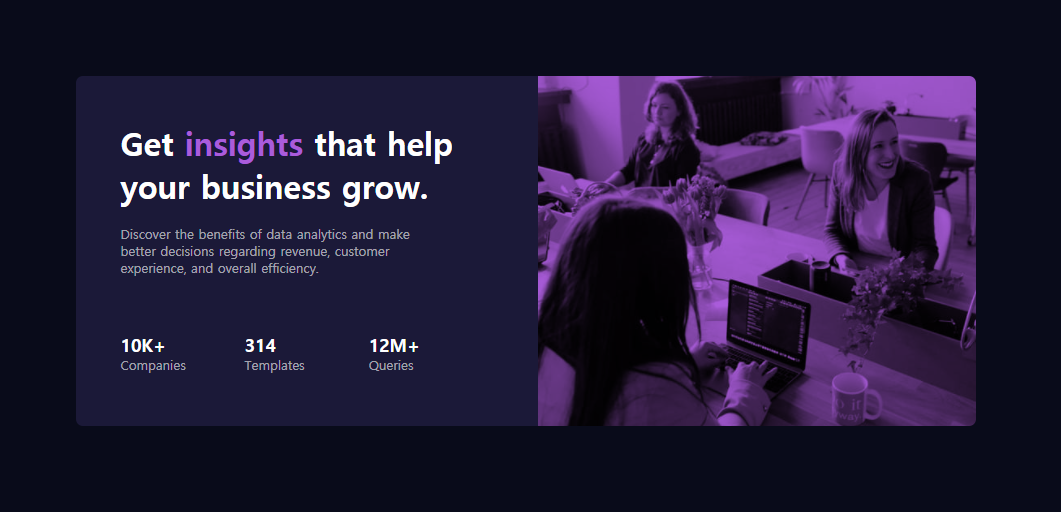 Get insights that help
your business grow.
Discover the benefits of data analytics and make
better decisions regarding revenue, customer
experience, and overall efficiency.
10K+ 314 12M+
Companies Templates Queries